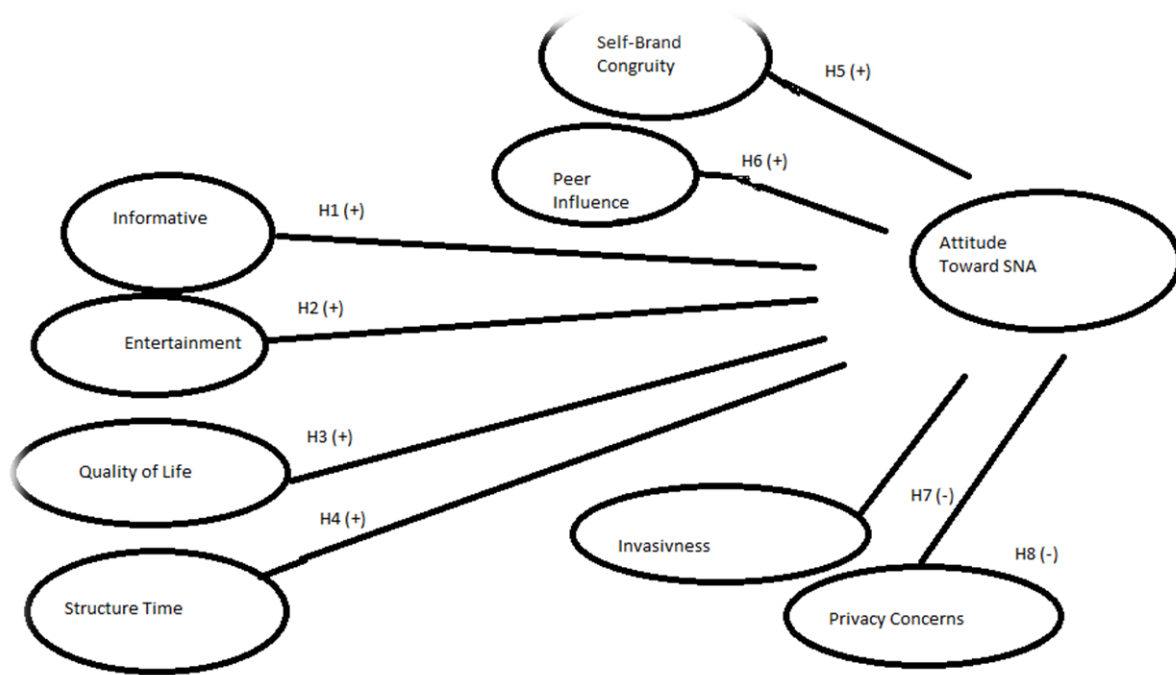 Self-Brand
Congruity
H5 (+)
H6 (+)
Peer
Influence
Informative
H1 (+)
Attitude
Toward SNA
H2 (+)
Entertainment
H3 (+)
Quality of Life
H4 (+)
H7 (-)
Invasivness
H8 (-)
Structure Time
Privacy Concerns